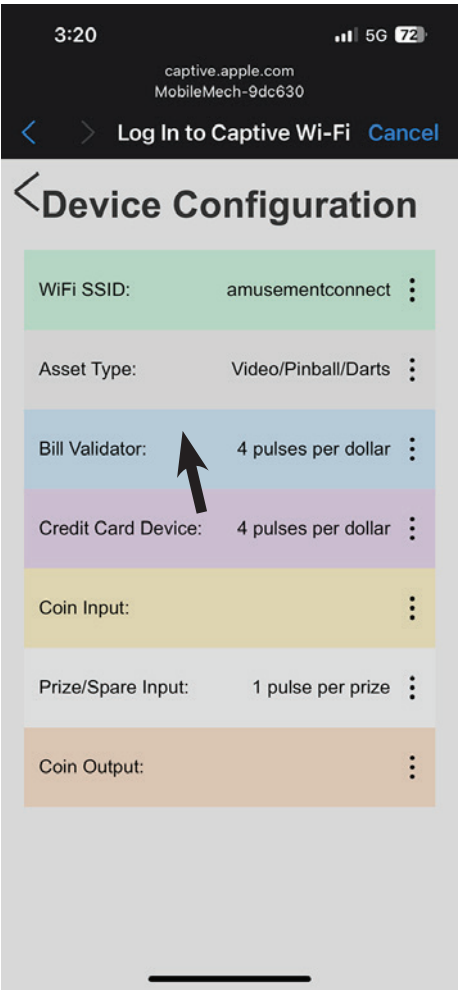 3:20 5G 72
captive.apple.com
MobileMech-9dc630
Log In to Captive Wi-Fi Cancel
Device Configuration
WiFi SSID: amusementconnect
Asset Type: Video/Pinball/Darts
Bill Validator: 4 pulses per dollar
Credit Card Device: 4 pulses per dollar
Coin Input:
Prize/Spare Input: 1 pulse per prize
Coin Output: